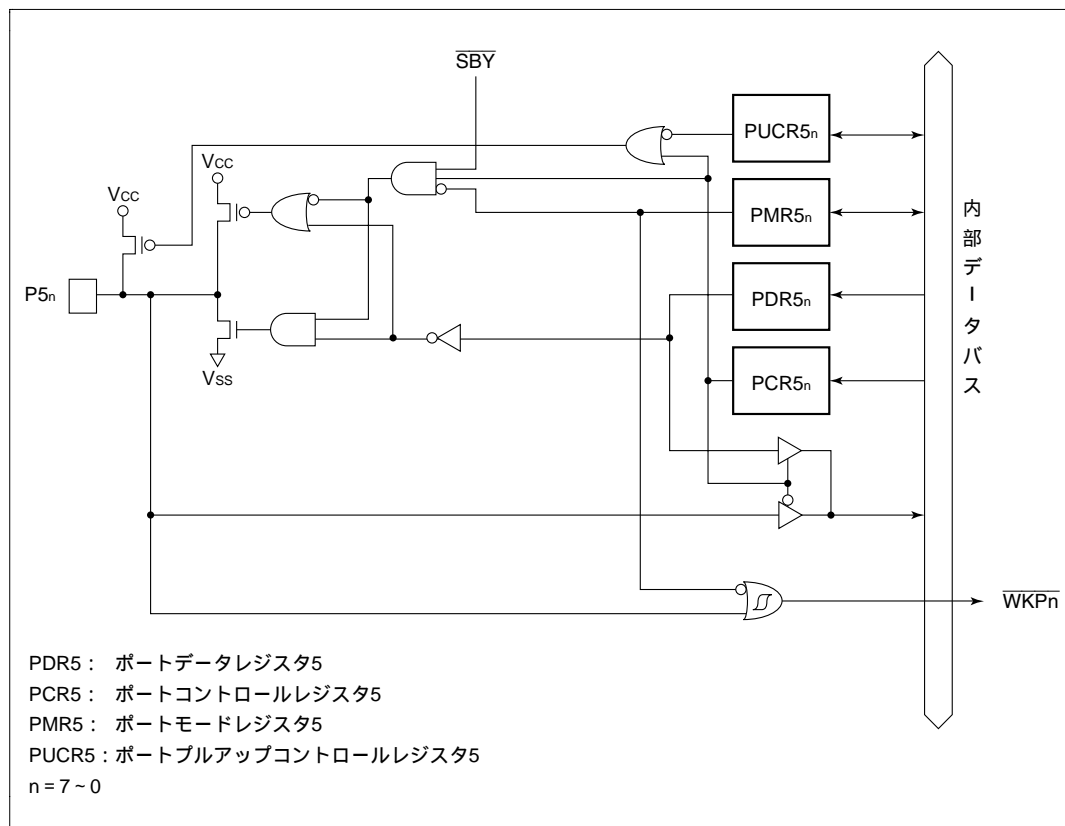 SBY
PUCR5n
VCC
VCC
PMR5n
内部データバス
P5n
PDR5n
VSS
PCR5n
WKPn
PDR5： ポートデータレジスタ5
PCR5： ポートコントロールレジスタ5
PMR5： ポートモードレジスタ5
PUCR5：ポートプルアップコントロールレジスタ5
n = 7 ~ 0